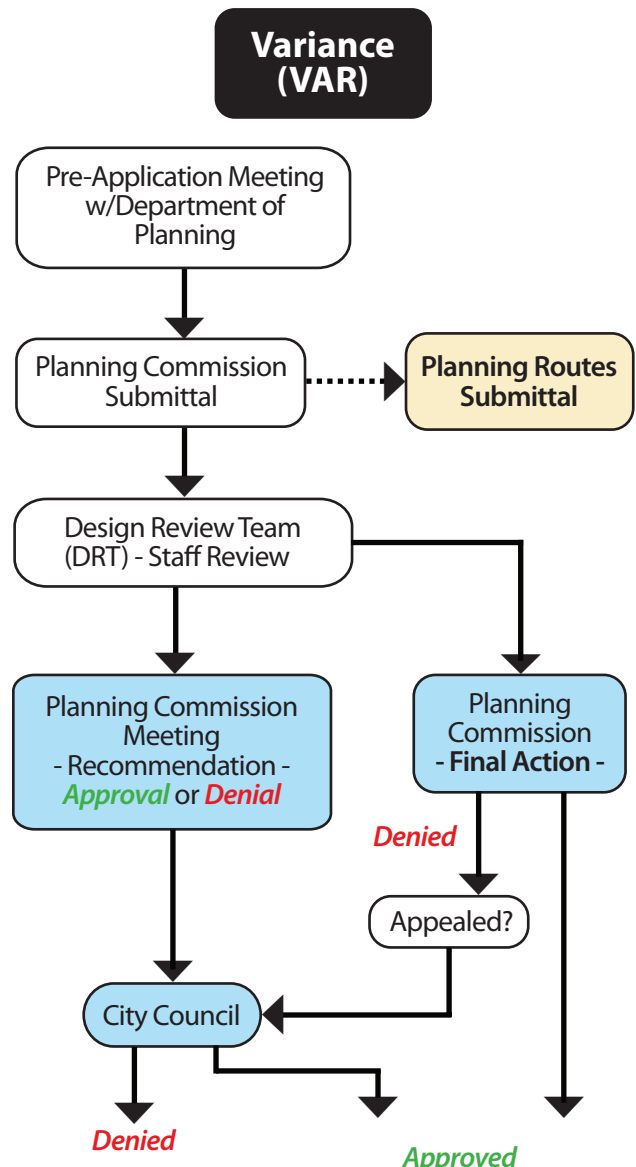 Variance
(VAR)
Pre-Application Meeting
w/Department of
Planning
Planning Commission
Submittal
Planning Routes
Submittal
Design Review Team
(DRT) - Staff Review
Planning Commission
Meeting
- Recommendation -
Approval or Denial
Planning
Commission
- Final Action -
Denied
Appealed?
City Council
Denied
Approved